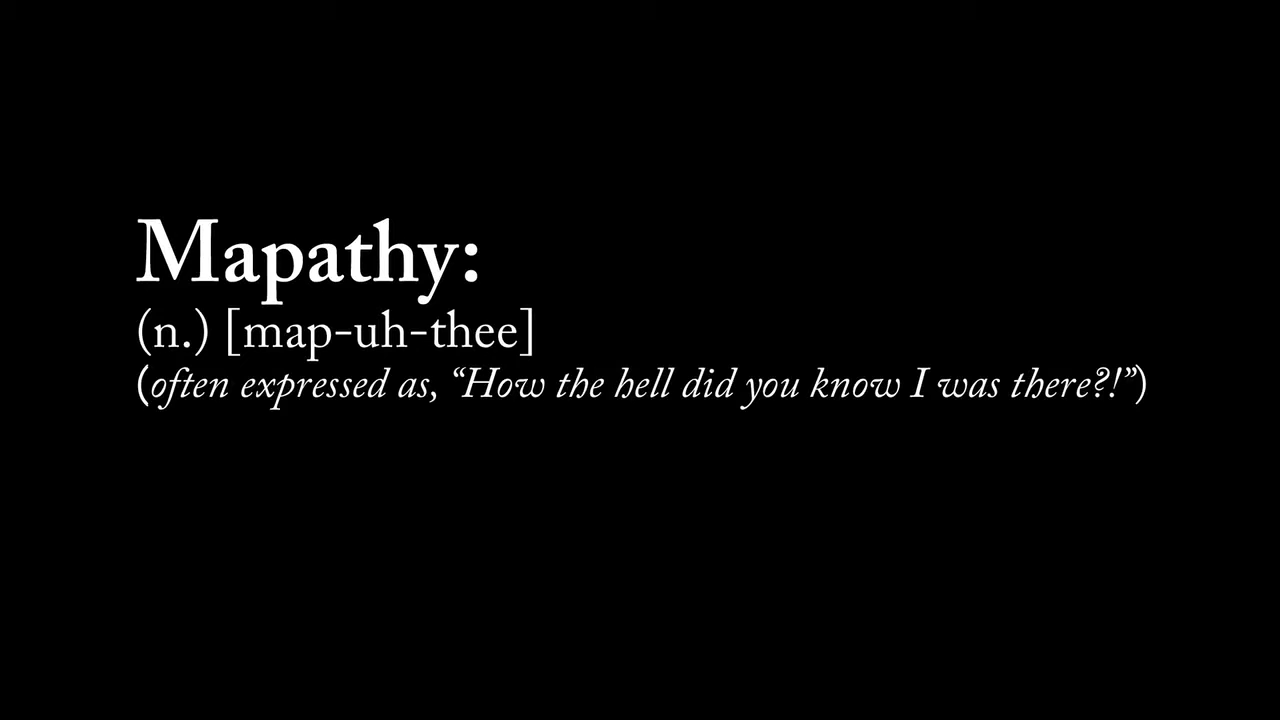 Mapathy:
(n.) [map-uh-thee]
(often expressed as, “How the hell did you know I was there?!”)